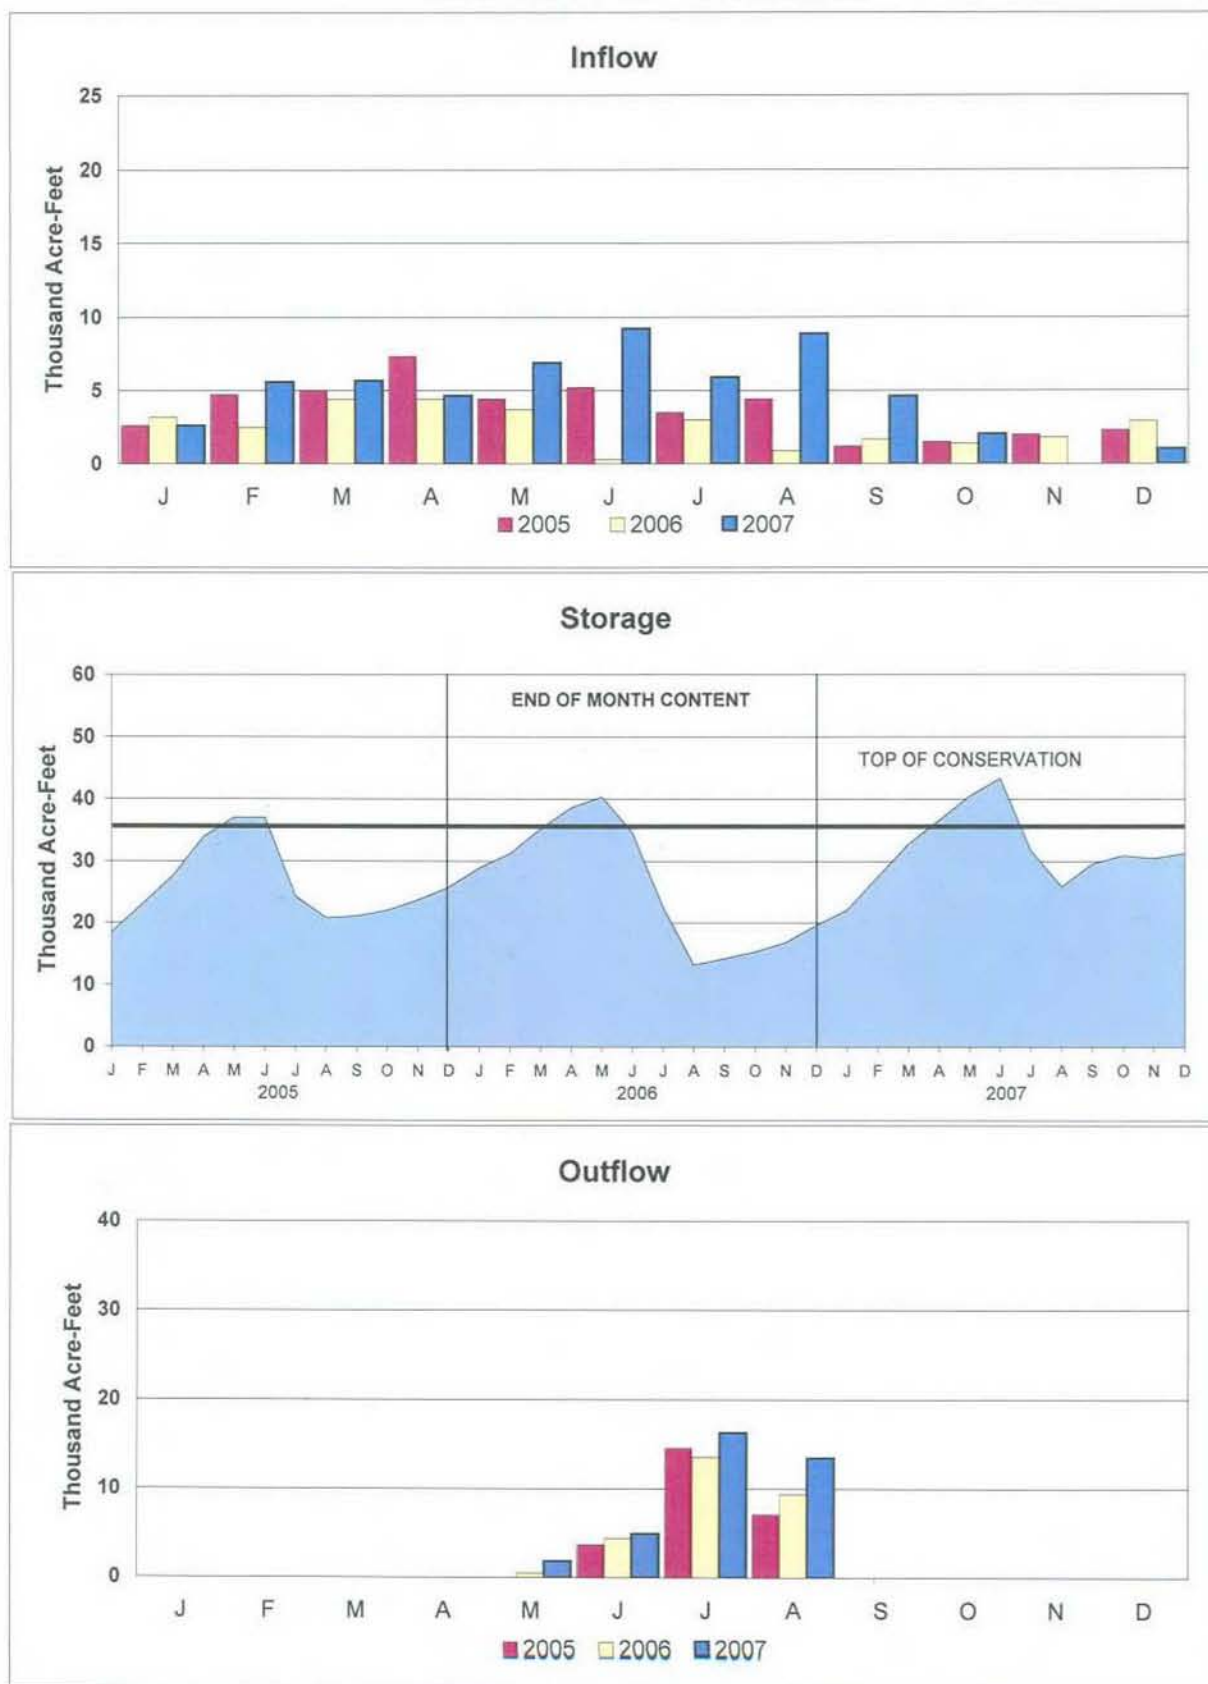 Inflow
25
20
15
10
5
0
Thousand Acre-Feet
J F M A M J J A S O N D
2005 2006 2007
Storage
60
50
40
30
20
10
0
Thousand Acre-Feet
END OF MONTH CONTENT
TOP OF CONSERVATION
J F M A M J J A S O N D J F M A M J J A S O N D J F M A M J J A S O N D
2005 2006 2007
Outflow
40
30
20
10
0
Thousand Acre-Feet
J F M A M J J A S O N D
2005 2006 2007